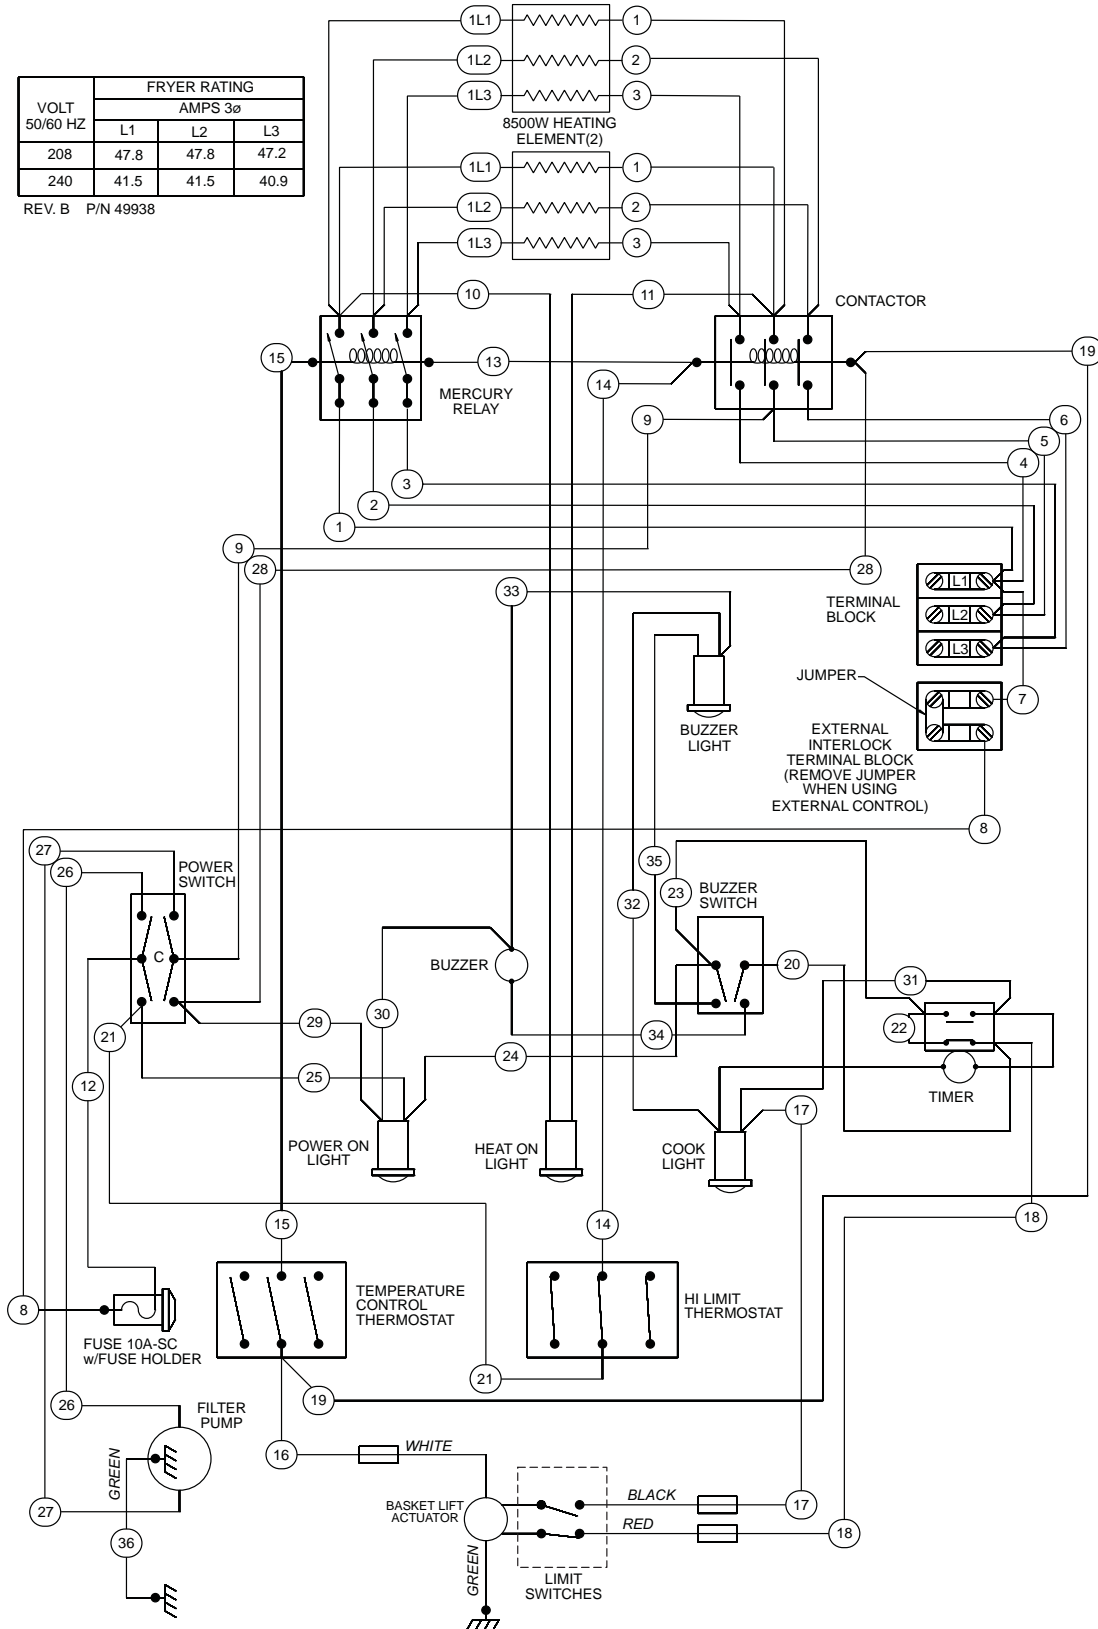 1L1
1
1L2
2
1L3
3
8500W HEATING
ELEMENT(2)
FRYER RATING
VOLT
50/60 HZ
AMPS 3ø
L1 L2 L3
208 47.8 47.8 47.2
240 41.5 41.5 40.9
REV. B P/N 49938
1L1
1
1L2
2
1L3
3
10
11
CONTACTOR
15
13
14
19
MERCURY
RELAY
9
6
5
4
3
2
1
9
28
28
33
TERMINAL
BLOCK
L1
L2
L3
JUMPER
7
BUZZER
LIGHT
EXTERNAL
INTERLOCK
TERMINAL BLOCK
(REMOVE JUMPER
WHEN USING
EXTERNAL CONTROL)
8
27
26
POWER
SWITCH
35
23
32
BUZZER
SWITCH
C
BUZZER
20
31
30
29
34
22
21
24
25
12
TIMER
17
POWER ON
LIGHT
HEAT ON
LIGHT
COOK
LIGHT
15
14
18
8
TEMPERATURE
CONTROL
THERMOSTAT
HI LIMIT
THERMOSTAT
FUSE 10A-SC
w/FUSE HOLDER
21
19
26
FILTER
PUMP
GREEN
16
WHITE
27
BASKET LIFT
ACTUATOR
BLACK
17
RED
18
36
GREEN
LIMIT
SWITCHES